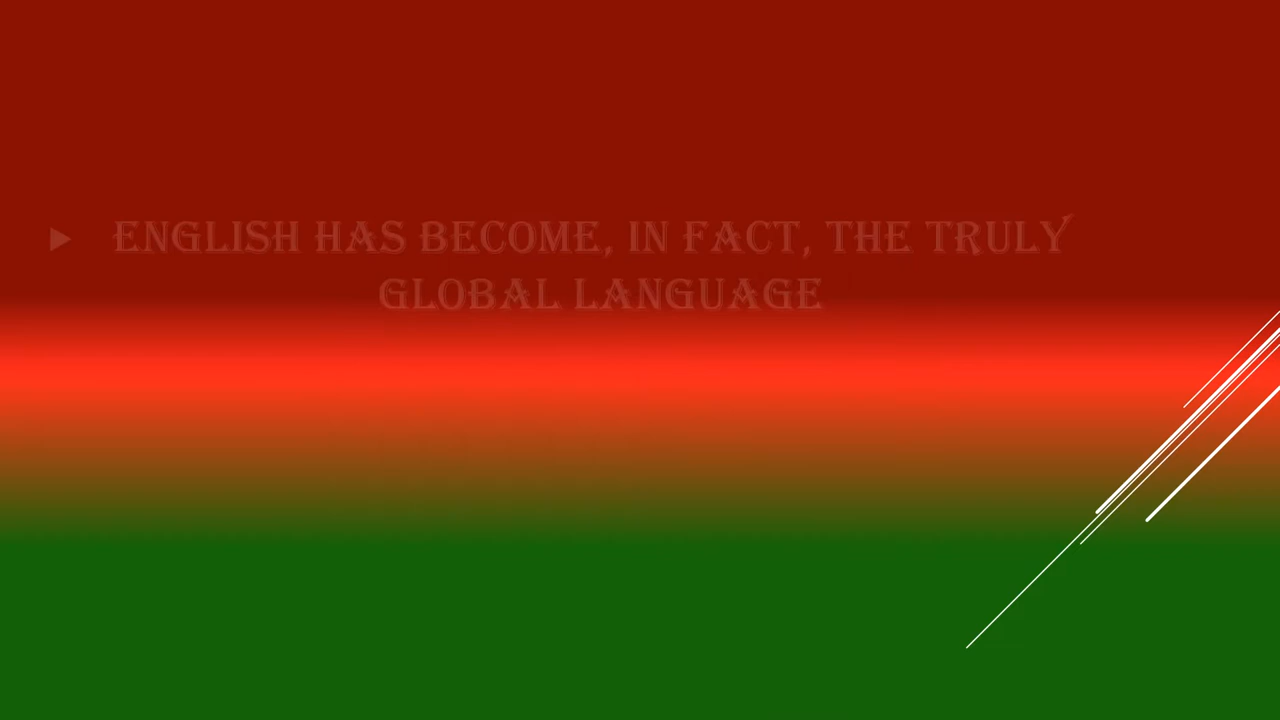 ENGLISH HAS BECOME, IN FACT, THE TRULY
GLOBAL LANGUAGE